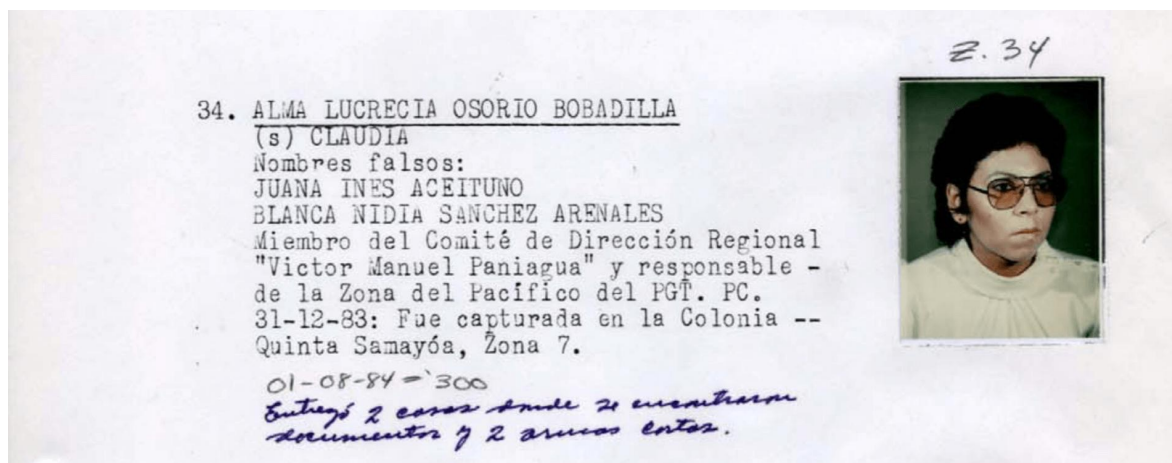 Z.34
34. ALMA LUCRECIA OSORIO BOBADILLA
(s) CLAUDIA
Nombres falsos:
JUANA INES ACEITUNO
BLANCA NIDIA SANCHEZ ARENALES
Miembro del Comité de Dirección Regional
"Victor Manuel Paniagua" y responsable -
de la Zona del Pacífico del PGT. PC.
31-12-83: Fue capturada en la Colonia --
Quinta Samayóa, Zona 7.
01-08-84='300
Entregó 2 casas donde se encontraron
documentos y 2 armas cortas.